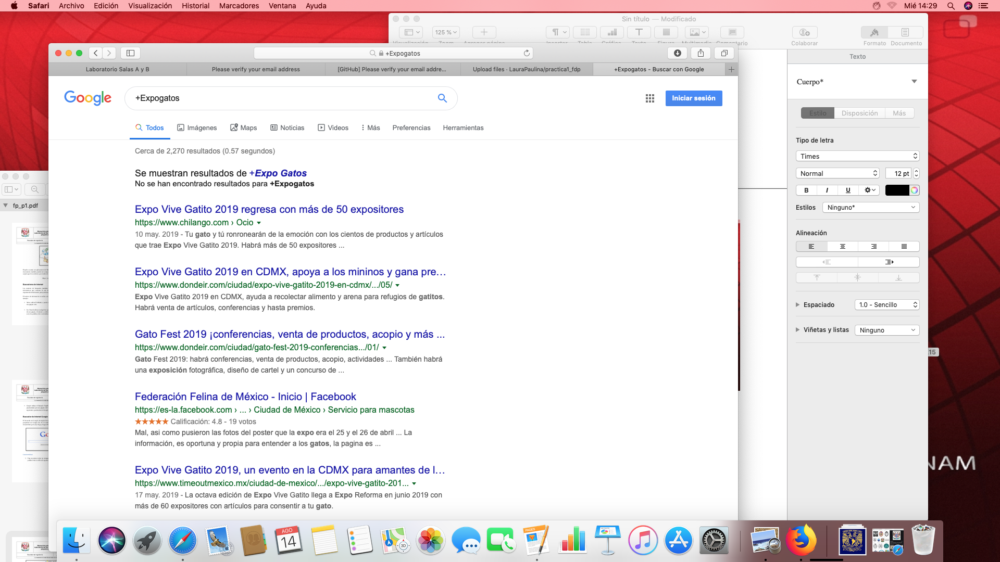 Safari Archivo Edición Visualización Historial Marcadores Ventana Ayuda
Mié 14:29
Sin título — Modificado
125 %
Colaborar
Formato
Documento
+Expogatos
Laboratorio Salas A y B
Please verify your email address
[GitHub] Please verify your email addre...
Upload files · LauraPaulina/practica1_fdp
+Expogatos - Buscar con Google
Google
+Expogatos
Iniciar sesión
Todos
Imágenes
Maps
Noticias
Videos
Más
Preferencias
Herramientas
Cerca de 2,270 resultados (0.57 segundos)
Se muestran resultados de +Expo Gatos
No se han encontrado resultados para +Expogatos
Expo Vive Gatito 2019 regresa con más de 50 expositores
https://www.chilango.com › Ocio
10 may. 2019 - Tu gato y tú ronronearán de la emoción con los cientos de productos y artículos
que trae Expo Vive Gatito 2019. Habrá más de 50 expositores ...
Expo Vive Gatito 2019 en CDMX, apoya a los mininos y gana pre...
https://www.dondeir.com/ciudad/expo-vive-gatito-2019-en-cdmx/.../05/
Expo Vive Gatito 2019 en CDMX, ayuda a recolectar alimento y arena para refugios de gatitos.
Habrá venta de artículos, conferencias y hasta premios.
Gato Fest 2019 ¡conferencias, venta de productos, acopio y más ...
https://www.dondeir.com/ciudad/gato-fest-2019-conferencias.../01/
Gato Fest 2019: habrá conferencias, venta de productos, acopio, actividades ... También habrá
una exposición fotográfica, diseño de cartel y un concurso de ...
Federación Felina de México - Inicio | Facebook
https://es-la.facebook.com › ... › Ciudad de México › Servicio para mascotas
Calificación: 4.8 - 19 votos
Mal, asi como pusieron las fotos del poster que la expo era el 25 y el 26 de abril ... La
información, es oportuna y propia para entender a los gatos, la pagina es ...
Expo Vive Gatito 2019, un evento en la CDMX para amantes de l...
https://www.timeoutmexico.mx/ciudad-de-mexico/.../expo-vive-gatito-201...
17 may. 2019 - La octava edición de Expo Vive Gatito llega a Expo Reforma en junio 2019 con
más de 60 expositores con artículos para consentir a tu gato.
fp_p1.pdf
Texto
Cuerpo*
Estilo
Disposición
Más
Tipo de letra
Times
Normal
12 pt
B I U
Estilos
Ninguno*
Alineación
Espaciado
1.0 - Sencillo
Viñetas y listas
Ninguno
15
NAM
AGO
14
PAGES
3D